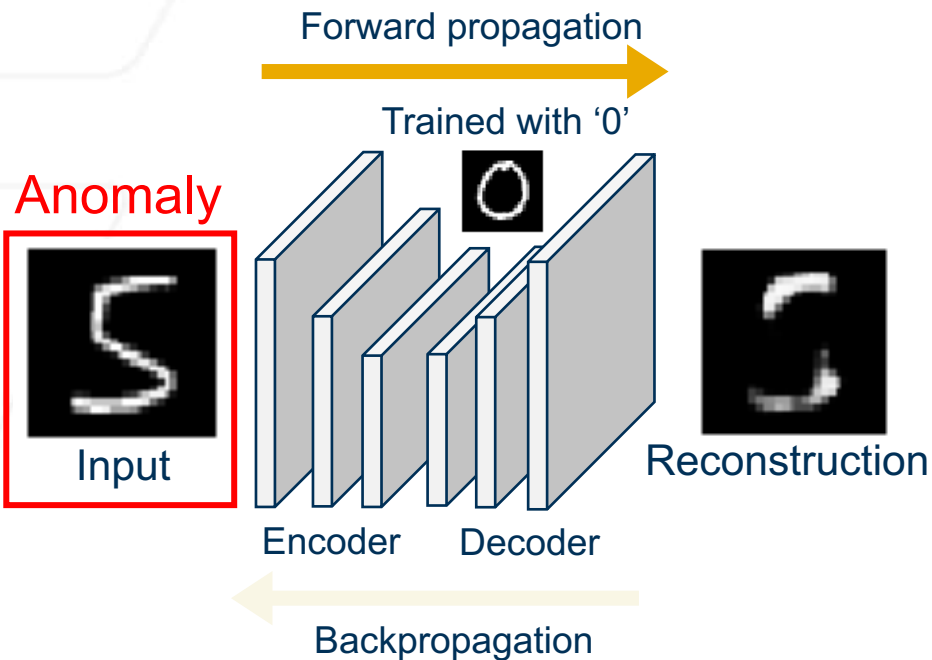 Forward propagation
Trained with ‘0’
Anomaly
Input
Reconstruction
Encoder
Decoder
Backpropagation